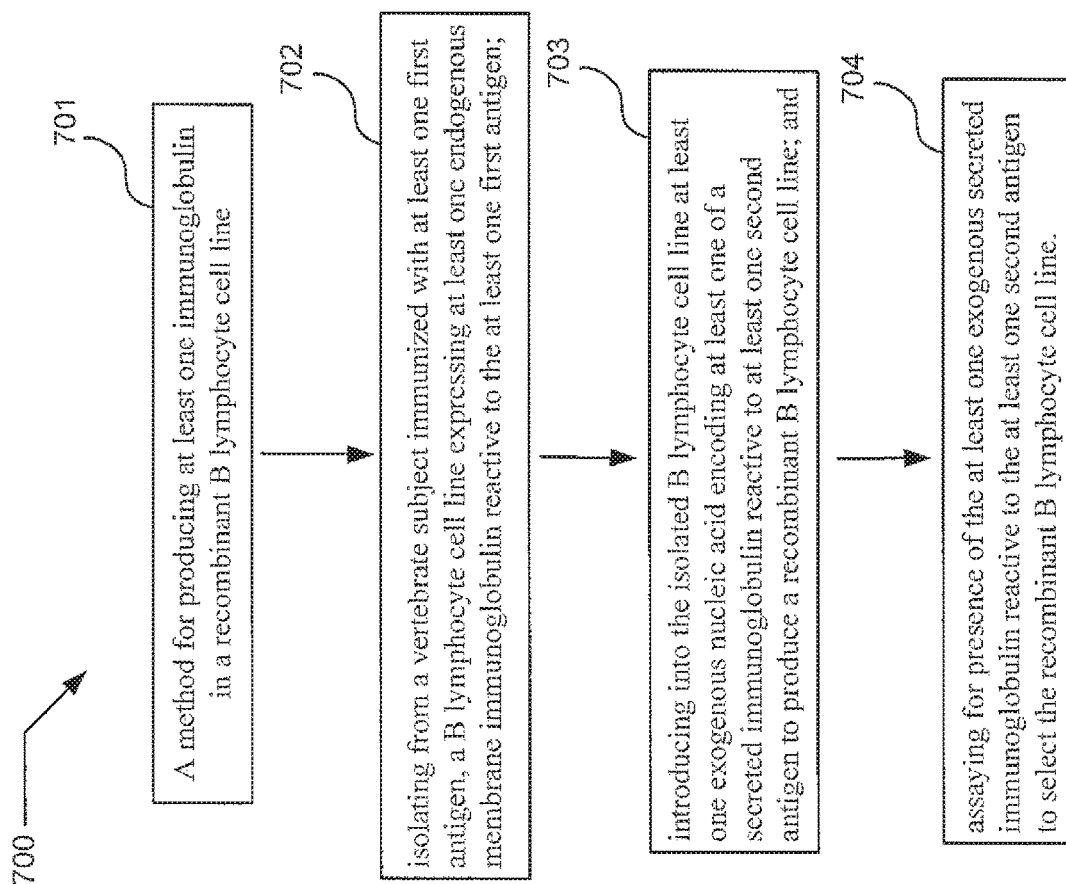 700
701
A method for producing at least one immunoglobulin
in a recombinant B lymphocyte cell line
702
isolating from a vertebrate subject immunized with at least one first
antigen, a B lymphocyte cell line expressing at least one endogenous
membrane immunoglobulin reactive to the at least one first antigen;
703
introducing into the isolated B lymphocyte cell line at least
one exogenous nucleic acid encoding at least one of a
secreted immunoglobulin reactive to at least one second
antigen to produce a recombinant B lymphocyte cell line; and
704
assaying for presence of the at least one exogenous secreted
immunoglobulin reactive to the at least one second antigen
to select the recombinant B lymphocyte cell line.